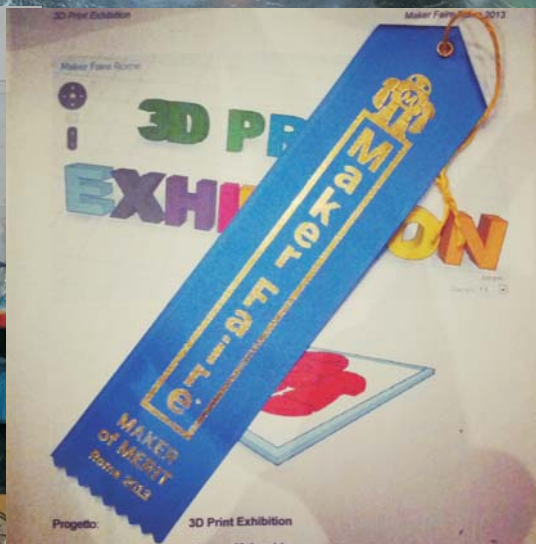 3D Print Exhibition
Maker Faire 2013
Maker Faire Rome
3D PR
EXHI ON
Maker Faire
MAKER
of MERIT
Rome 2013
Progetto: 3D Print Exhibition